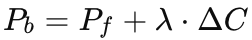 P_b = P_f + λ · ΔC